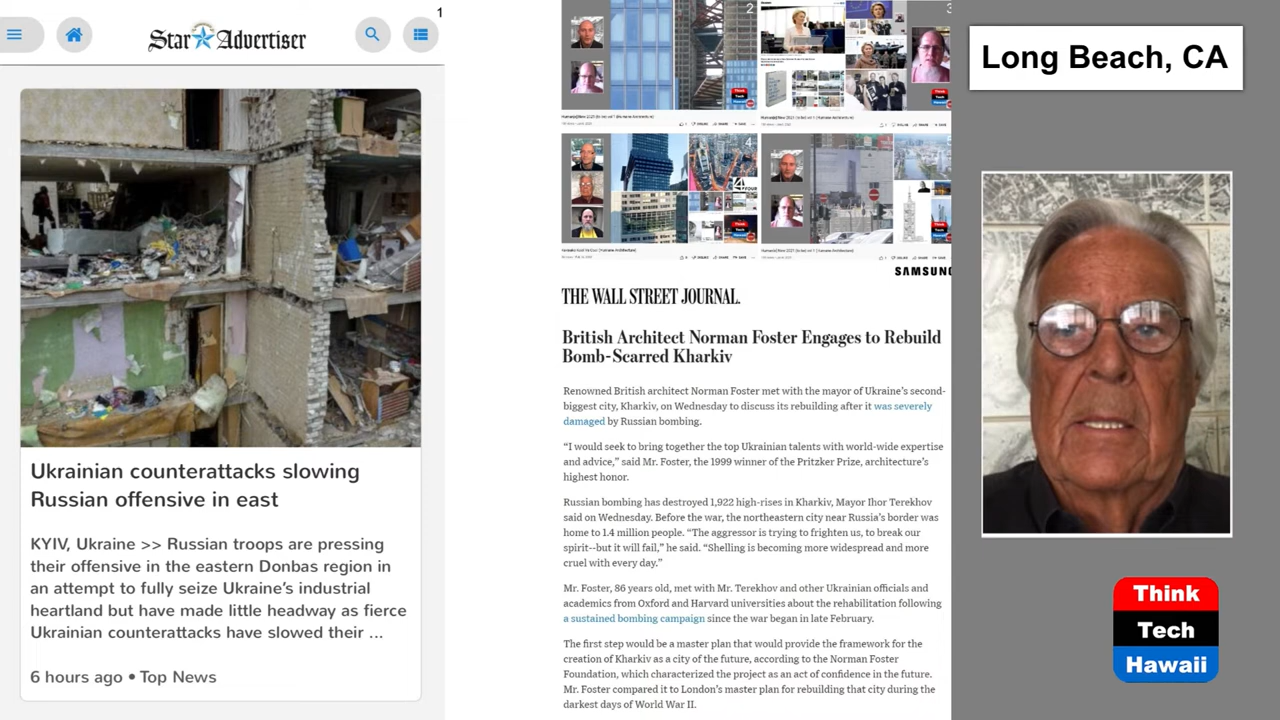 1
Star Advertiser
Ukrainian counterattacks slowing
Russian offensive in east
KYIV, Ukraine >> Russian troops are pressing
their offensive in the eastern Donbas region in
an attempt to fully seize Ukraine's industrial
heartland but have made little headway as fierce
Ukrainian counterattacks have slowed their ...
6 hours ago • Top News
2
3
4
SAMSUNG
THE WALL STREET JOURNAL.
British Architect Norman Foster Engages to Rebuild
Bomb-Scarred Kharkiv
Renowned British architect Norman Foster met with the mayor of Ukraine's second-
biggest city, Kharkiv, on Wednesday to discuss its rebuilding after it was severely
damaged by Russian bombing.
“I would seek to bring together the top Ukrainian talents with world-wide expertise
and advice,” said Mr. Foster, the 1999 winner of the Pritzker Prize, architecture's
highest honor.
Russian bombing has destroyed 1,922 high-rises in Kharkiv, Mayor Ihor Terekhov
said on Wednesday. Before the war, the northeastern city near Russia's border was
home to 1.4 million people. “The aggressor is trying to frighten us, to break our
spirit--but it will fail,” he said. “Shelling is becoming more widespread and more
cruel with every day.”
Mr. Foster, 86 years old, met with Mr. Terekhov and other Ukrainian officials and
academics from Oxford and Harvard universities about the rehabilitation following
a sustained bombing campaign since the war began in late February.
The first step would be a master plan that would provide the framework for the
creation of Kharkiv as a city of the future, according to the Norman Foster
Foundation, which characterized the project as an act of confidence in the future.
Mr. Foster compared it to London's master plan for rebuilding that city during the
darkest days of World War II.
Long Beach, CA
Think
Tech
Hawaii